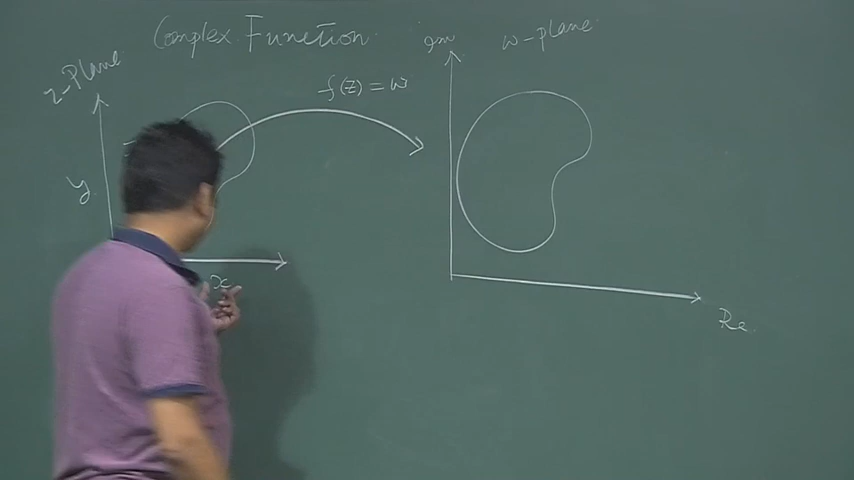 Complex Function
z-Plane
Im
w-plane
f(z) = w
y
x
Re